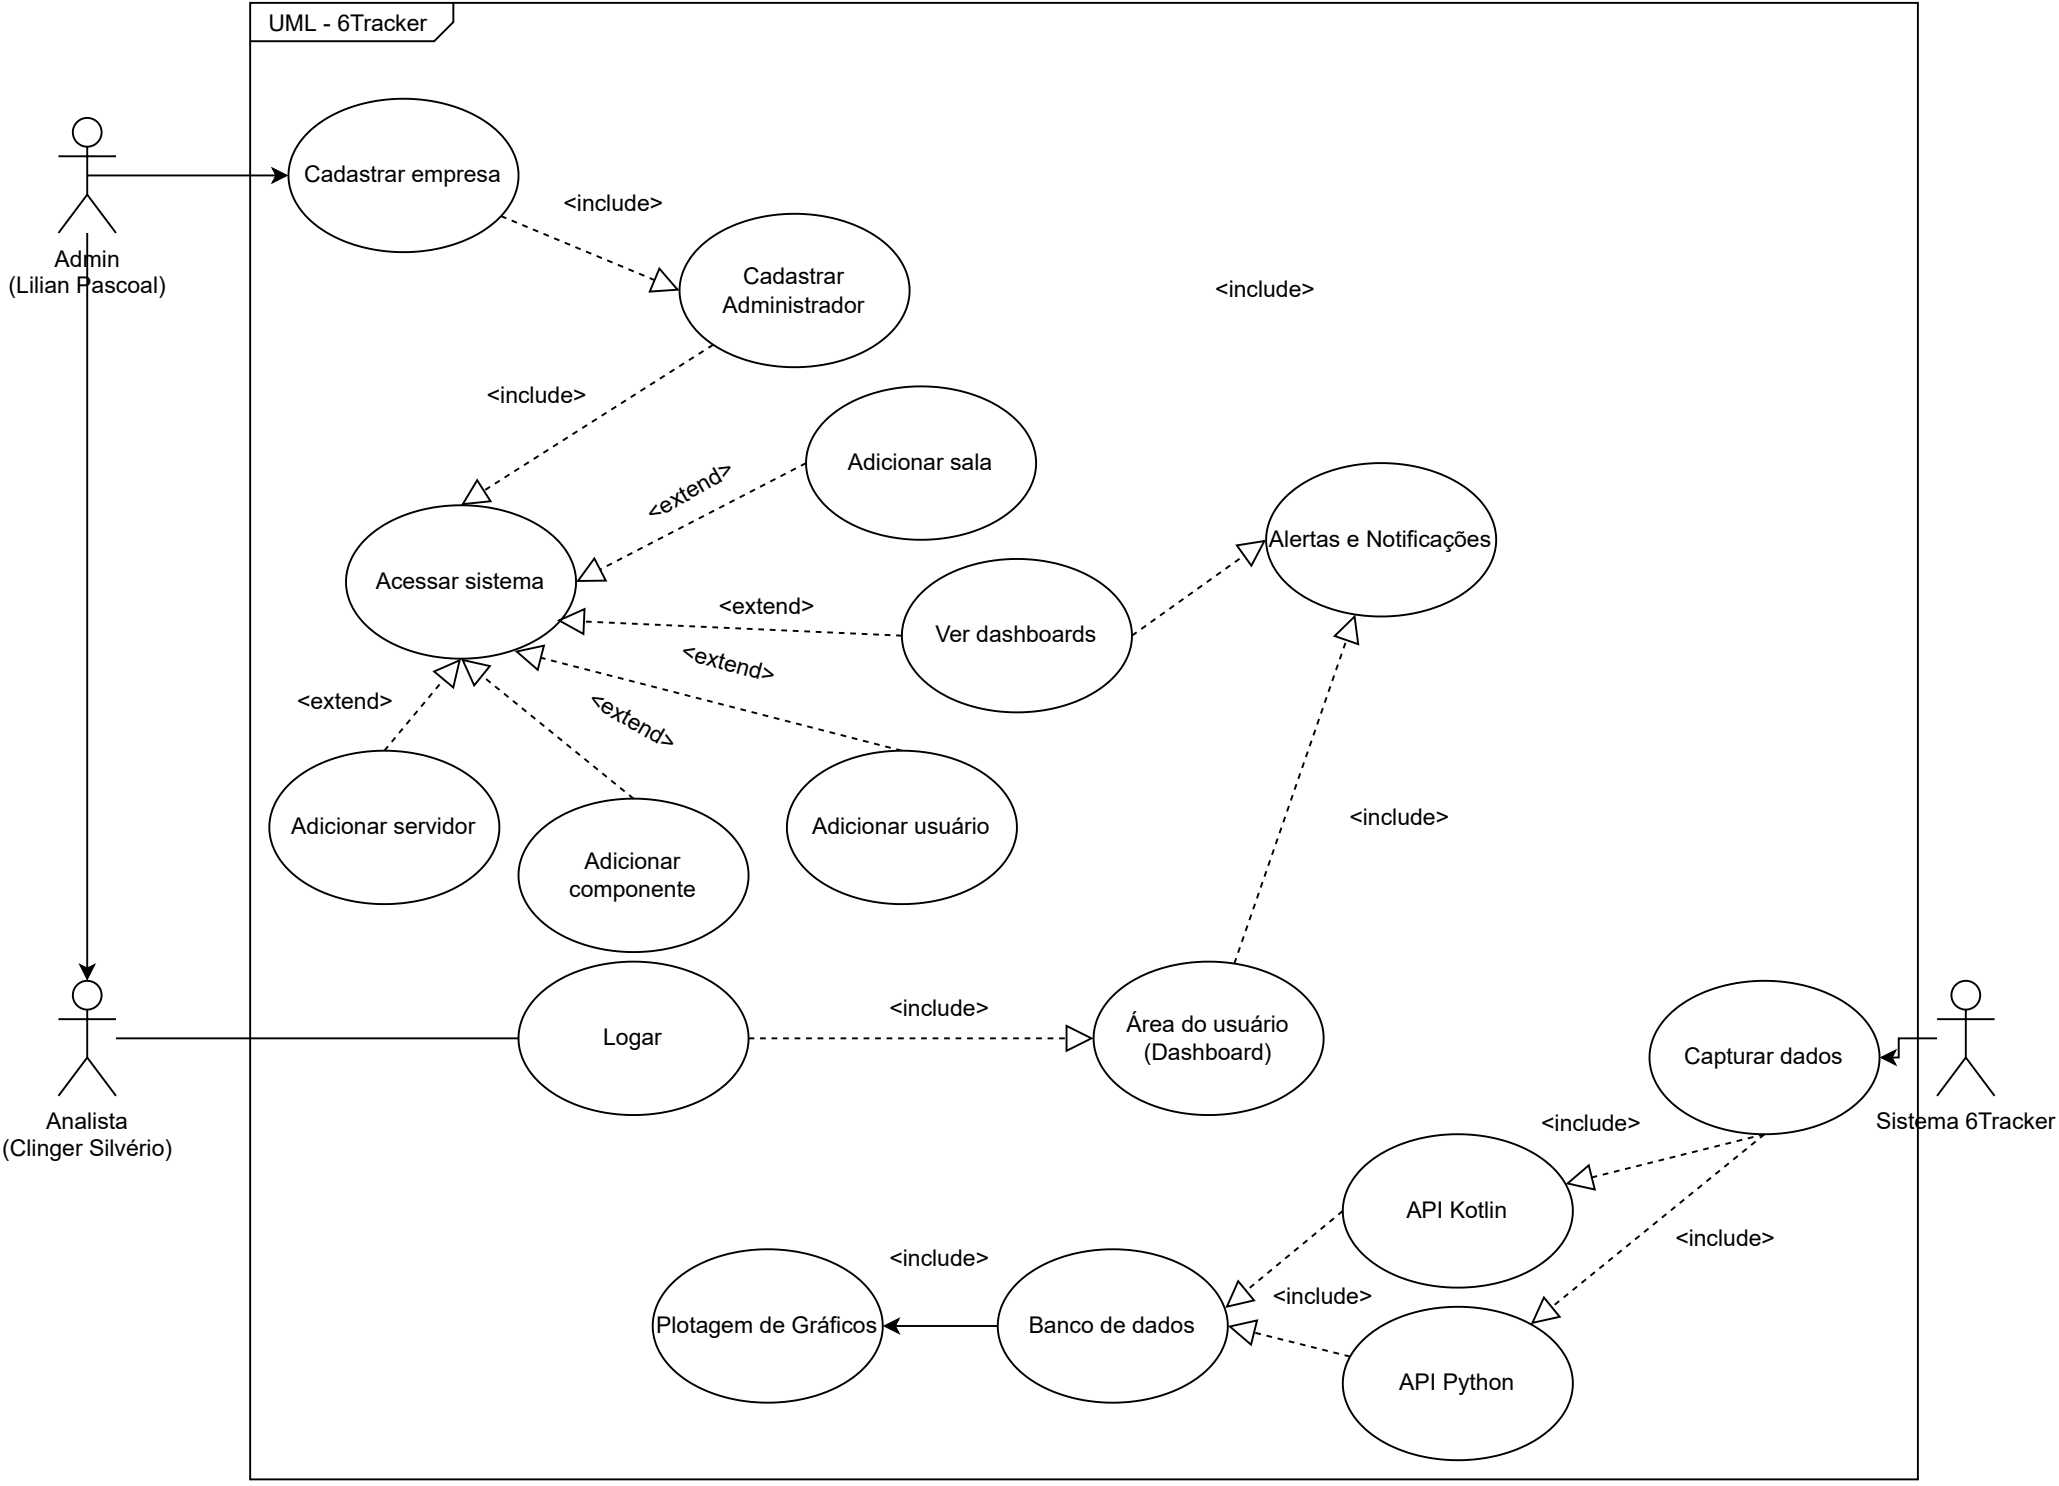 UML - 6Tracker
Cadastrar empresa
<include>
Admin
(Lilian Pascoal)
Cadastrar
Administrador
<include>
<include>
Adicionar sala
<extend>
Alertas e Notificações
Acessar sistema
<extend>
Ver dashboards
<extend>
<extend>
<extend>
Adicionar servidor
Adicionar
componente
Adicionar usuário
<include>
Logar
<include>
Área do usuário
(Dashboard)
Capturar dados
Analista
(Clinger Silvério)
Sistema 6Tracker
<include>
API Kotlin
<include>
<include>
<include>
Plotagem de Gráficos
Banco de dados
API Python